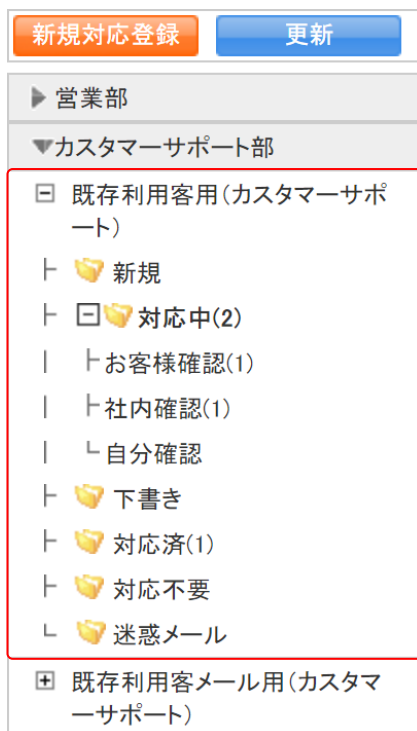 新規対応登録 更新
営業部
カスタマーサポート部
既存利用客用(カスタマーサポ
ート)
新規
対応中(2)
お客様確認(1)
社内確認(1)
自分確認
下書き
対応済(1)
対応不要
迷惑メール
既存利用客メール用(カスタマ
ーサポート)